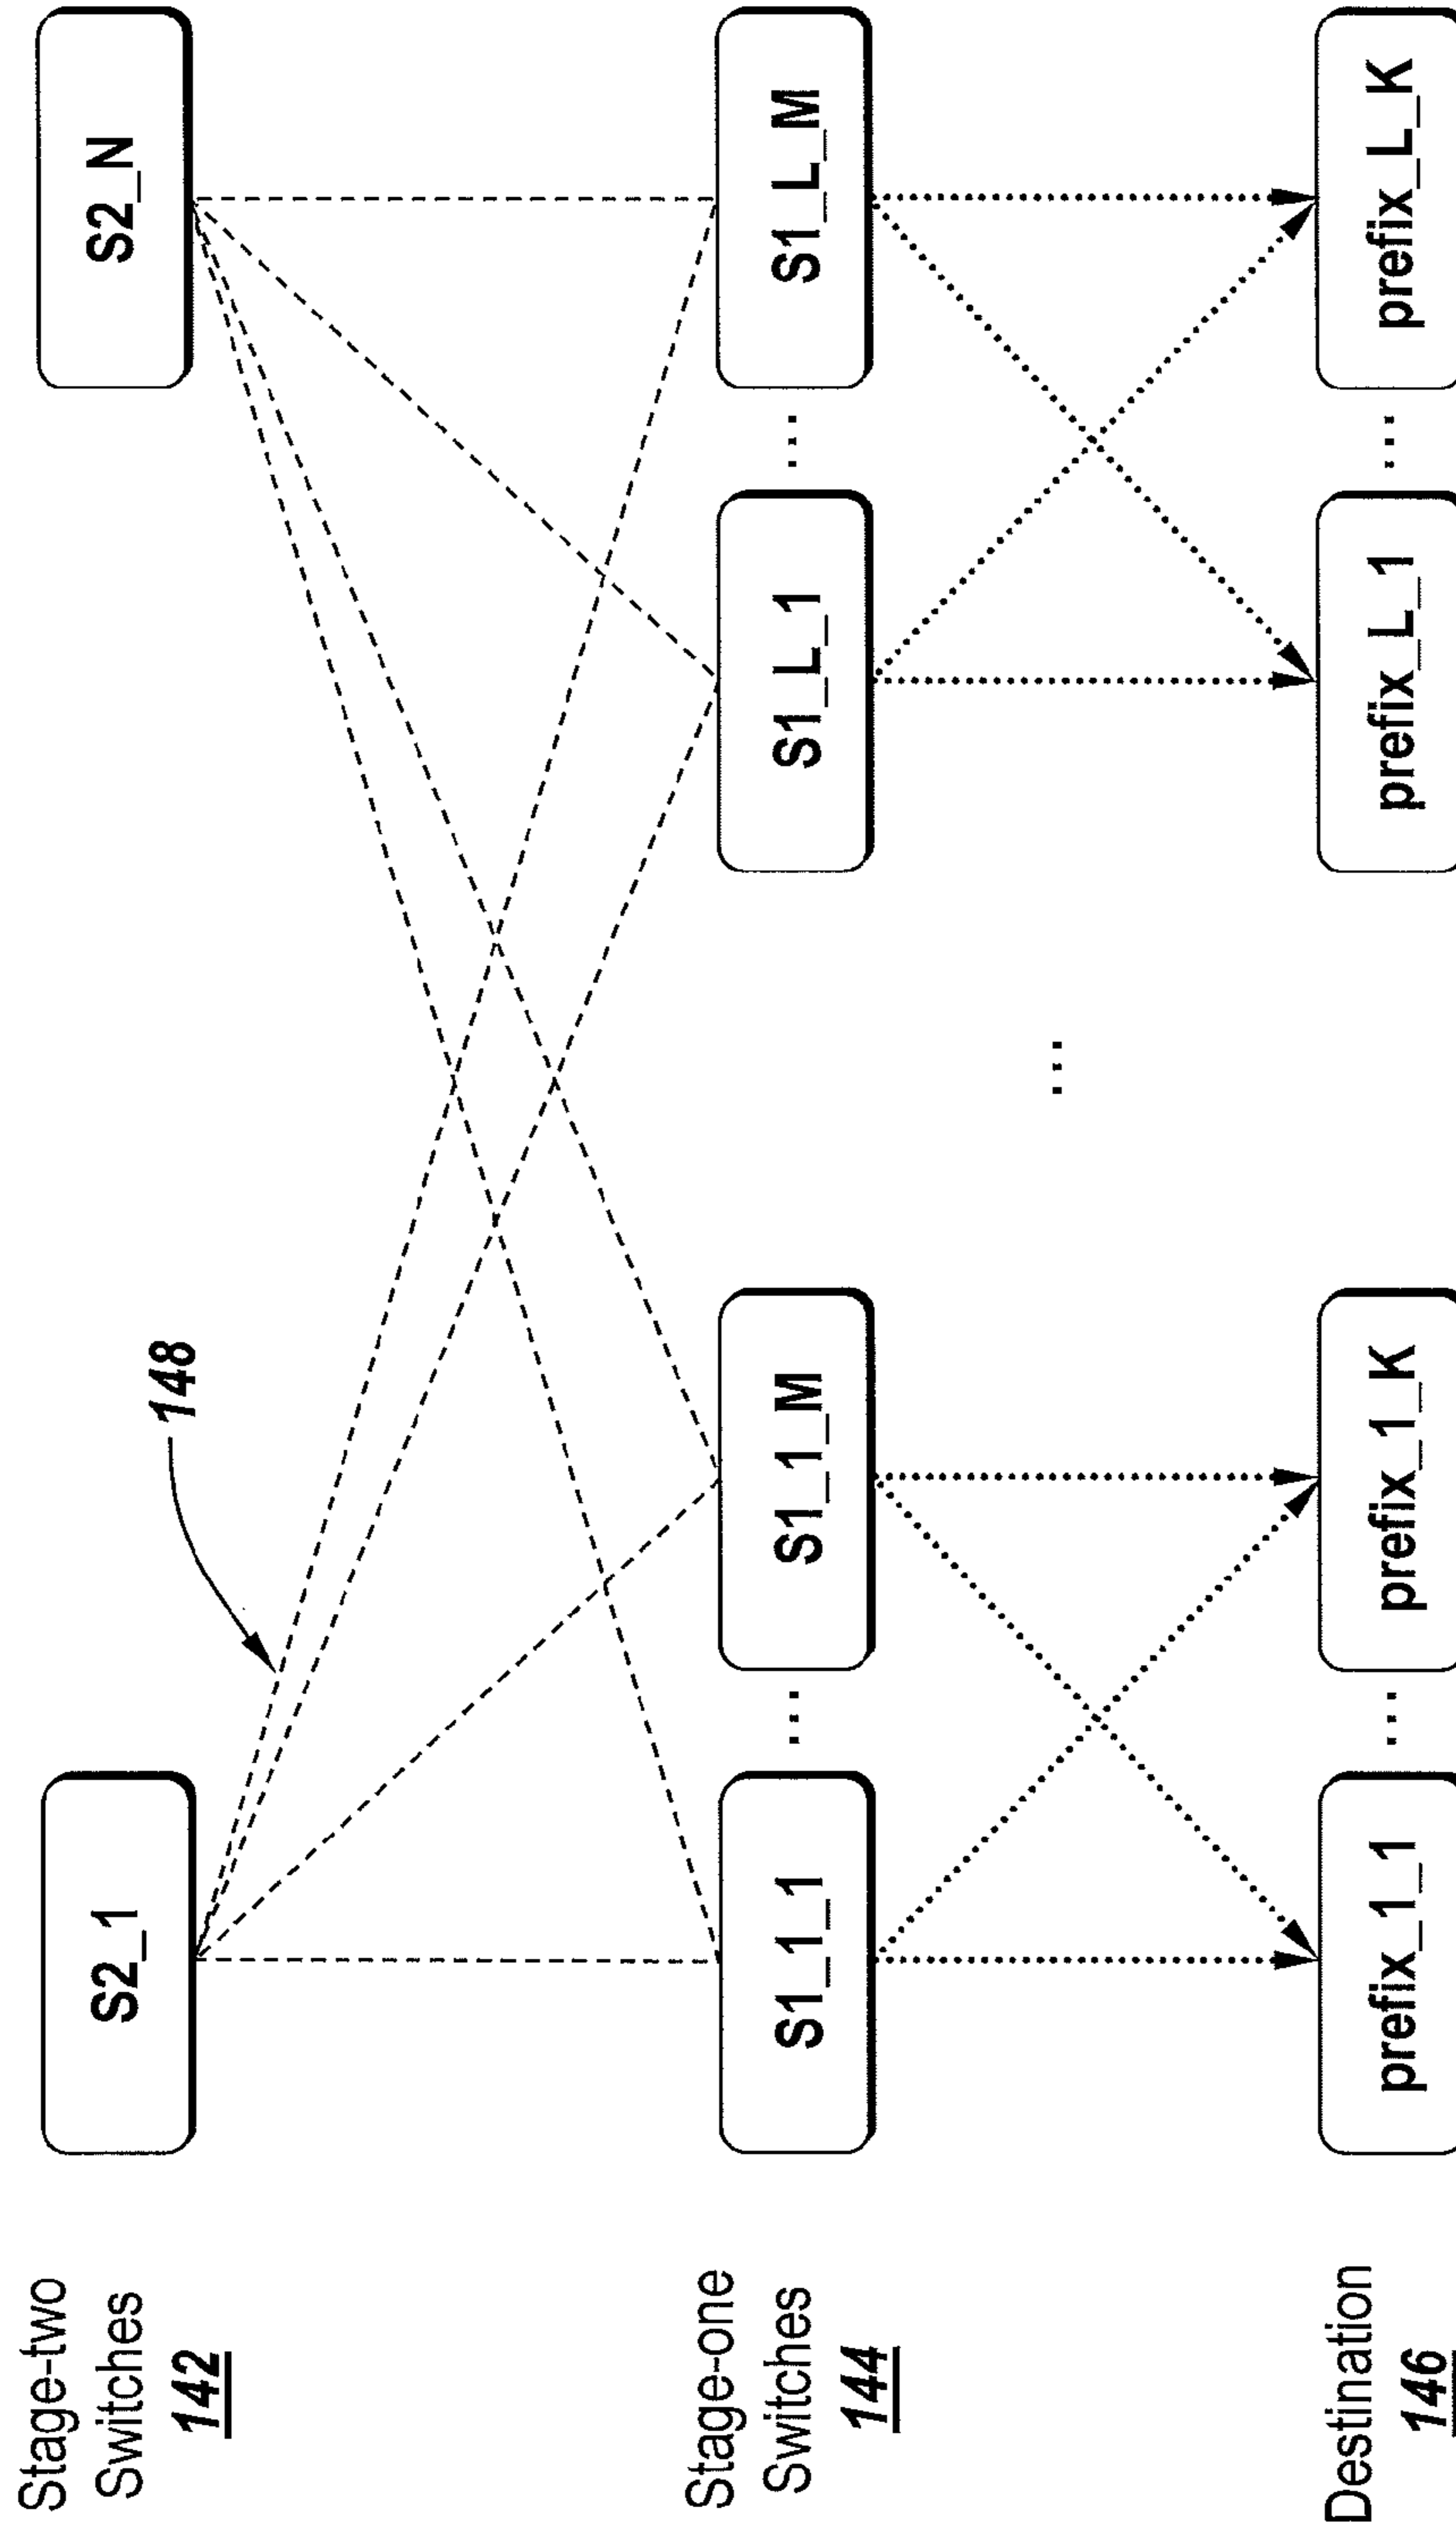 Stage-two
Switches
142
S2_1
S2_N
148
Stage-one
Switches
144
S1_1_1
...
S1_1_M
S1_L_1
...
S1_L_M
...
Destination
146
prefix_1_1
...
prefix_1_K
prefix_L_1
...
prefix_L_K